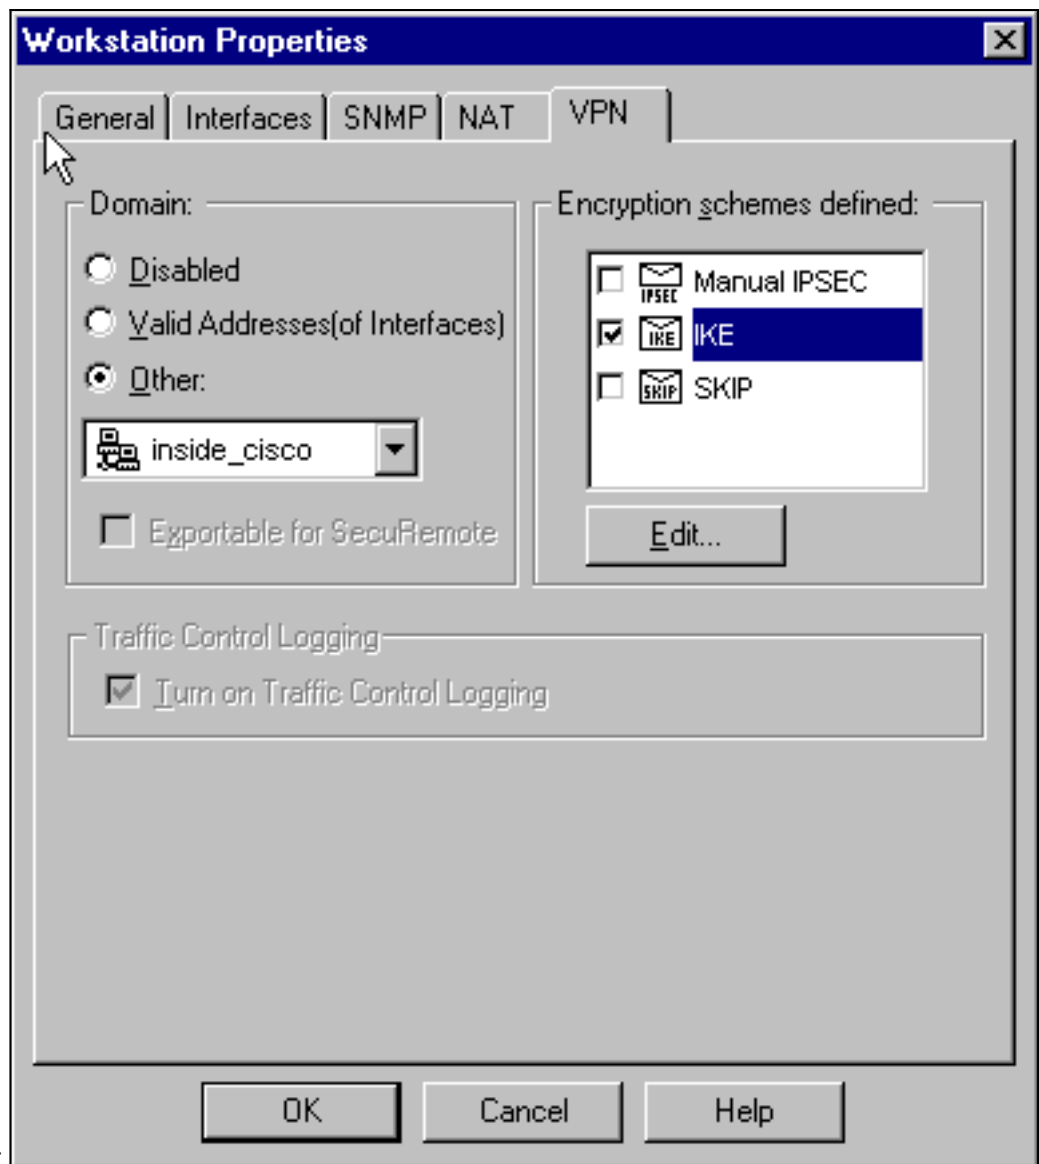 Workstation Properties
General Interfaces SNMP NAT VPN
Domain:
Disabled
Valid Addresses(of Interfaces)
Other:
inside_cisco
Exportable for SecuRemote
Encryption schemes defined:
IPSEC Manual IPSEC
IKE IKE
SKIP SKIP
Edit...
Traffic Control Logging
Turn on Traffic Control Logging
OK Cancel Help